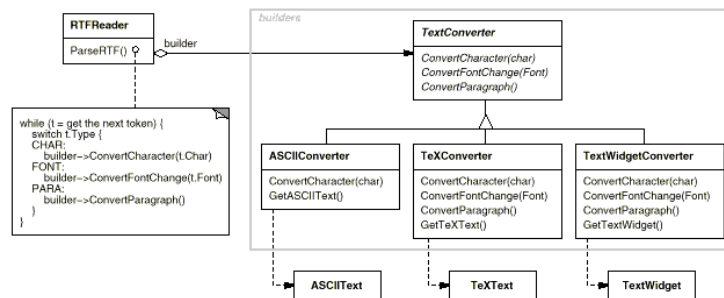 builders
RTFReader
ParseRTF()
builder
TextConverter
ConvertCharacter(char)
ConvertFontChange(Font)
ConvertParagraph()
while (t = get the next token) {
switch t.Type {
CHAR:
builder->ConvertCharacter(t.Char)
FONT:
builder->ConvertFontChange(t.Font)
PARA:
builder->ConvertParagraph()
}
}
ASCIIConverter
ConvertCharacter(char)
GetASCIIText()
TeXConverter
ConvertCharacter(char)
ConvertFontChange(Font)
ConvertParagraph()
GetTeXText()
TextWidgetConverter
ConvertCharacter(char)
ConvertFontChange(Font)
ConvertParagraph()
GetTextWidget()
ASCIIText
TeXText
TextWidget